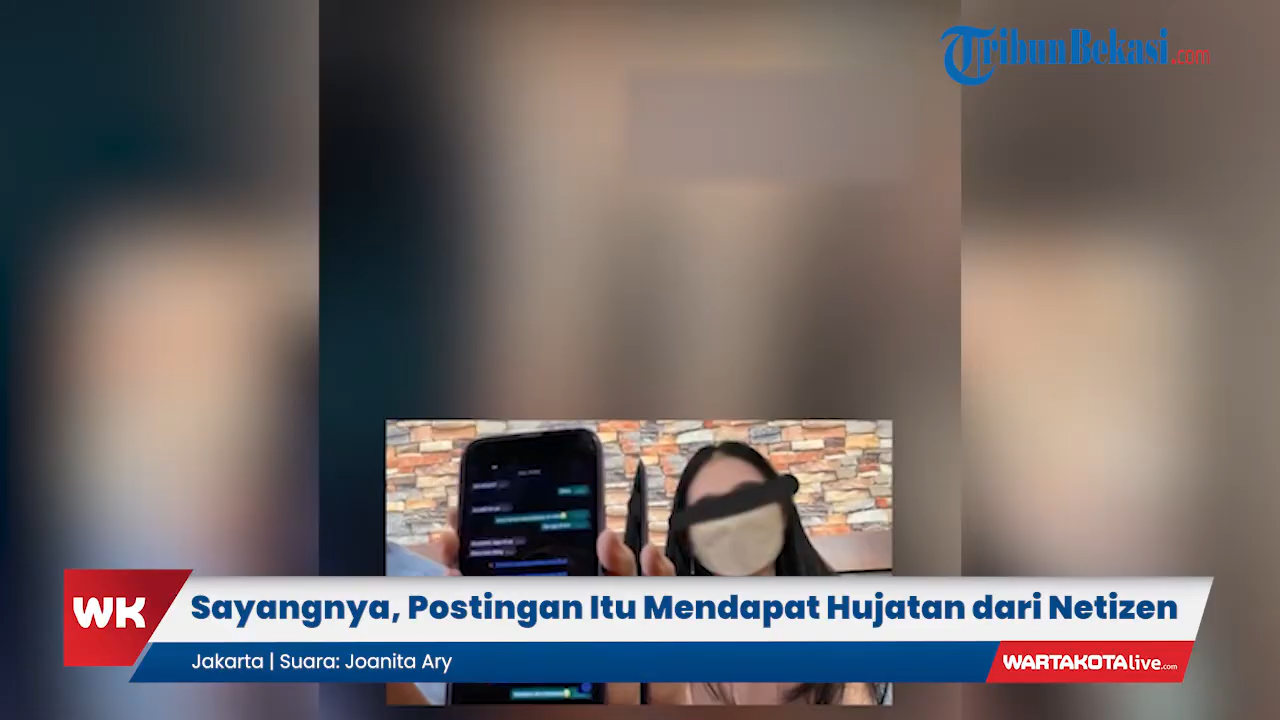 TribunBekasi.com
WK
Sayangnya, Postingan Itu Mendapat Hujatan dari Netizen
Jakarta | Suara: Joanita Ary
WARTAKOTAlive.com